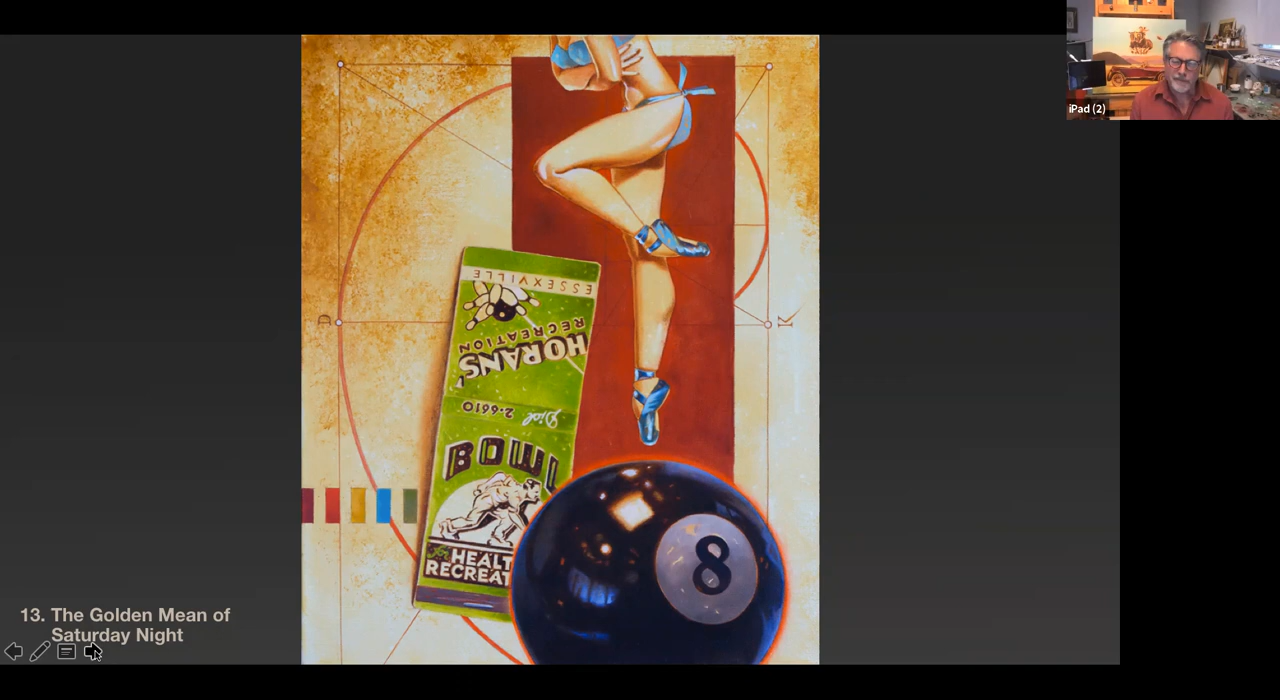 iPad (2)
D
K
ESSEXVILLE
HORANS'
RECREATION
Dial 2-6610
BOWL
for HEALT
RECREAT
8
13. The Golden Mean of
Saturday Night